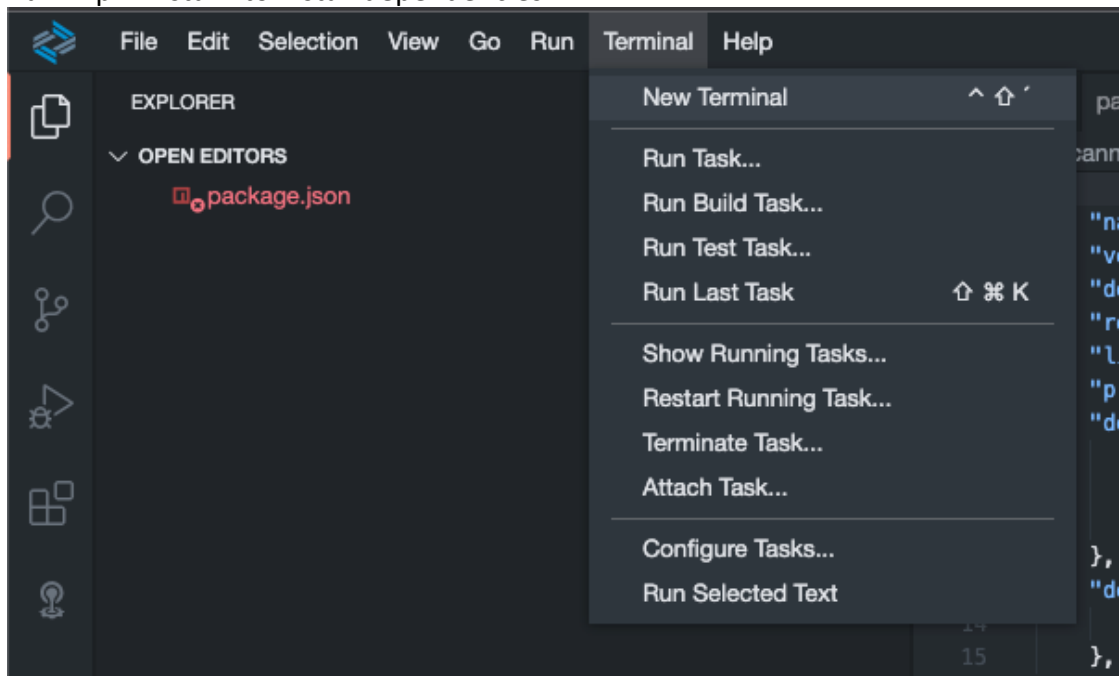 File Edit Selection View Go Run Terminal Help
EXPLORER
OPEN EDITORS
package.json
New Terminal ^ ⇧ ´
Run Task...
Run Build Task...
Run Test Task...
Run Last Task ⇧ ⌘ K
Show Running Tasks...
Restart Running Task...
Terminate Task...
Attach Task...
Configure Tasks...
Run Selected Text
},
15 },